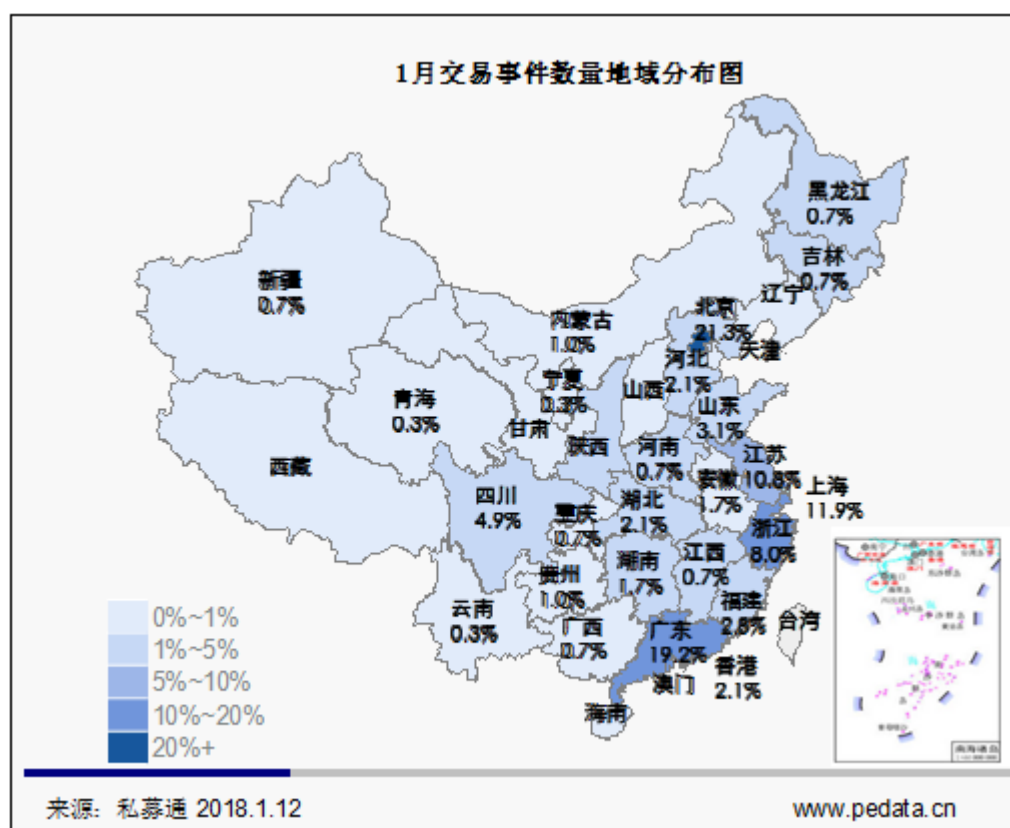 1月交易事件数量地域分布图
黑龙江
0.7%
吉林
0.7%
辽宁
新疆
0.7%
北京
21.3%
内蒙古
1.0%
天津
河北
2.1%
宁夏
0.3%
山西
青海
0.3%
山东
3.1%
甘肃
陕西
河南
0.7%
江苏
10.8%
西藏
安徽
1.7%
上海
11.9%
四川
4.9%
湖北
2.1%
重庆
0.7%
浙江
8.0%
湖南
1.7%
江西
0.7%
贵州
1.0%
云南
0.3%
福建
2.8%
台湾
广西
0.7%
广东
19.2%
香港
2.1%
澳门
海南
0%~1%
1%~5%
5%~10%
10%~20%
20%+
南海诸岛
来源：私募通 2018.1.12
www.pedata.cn